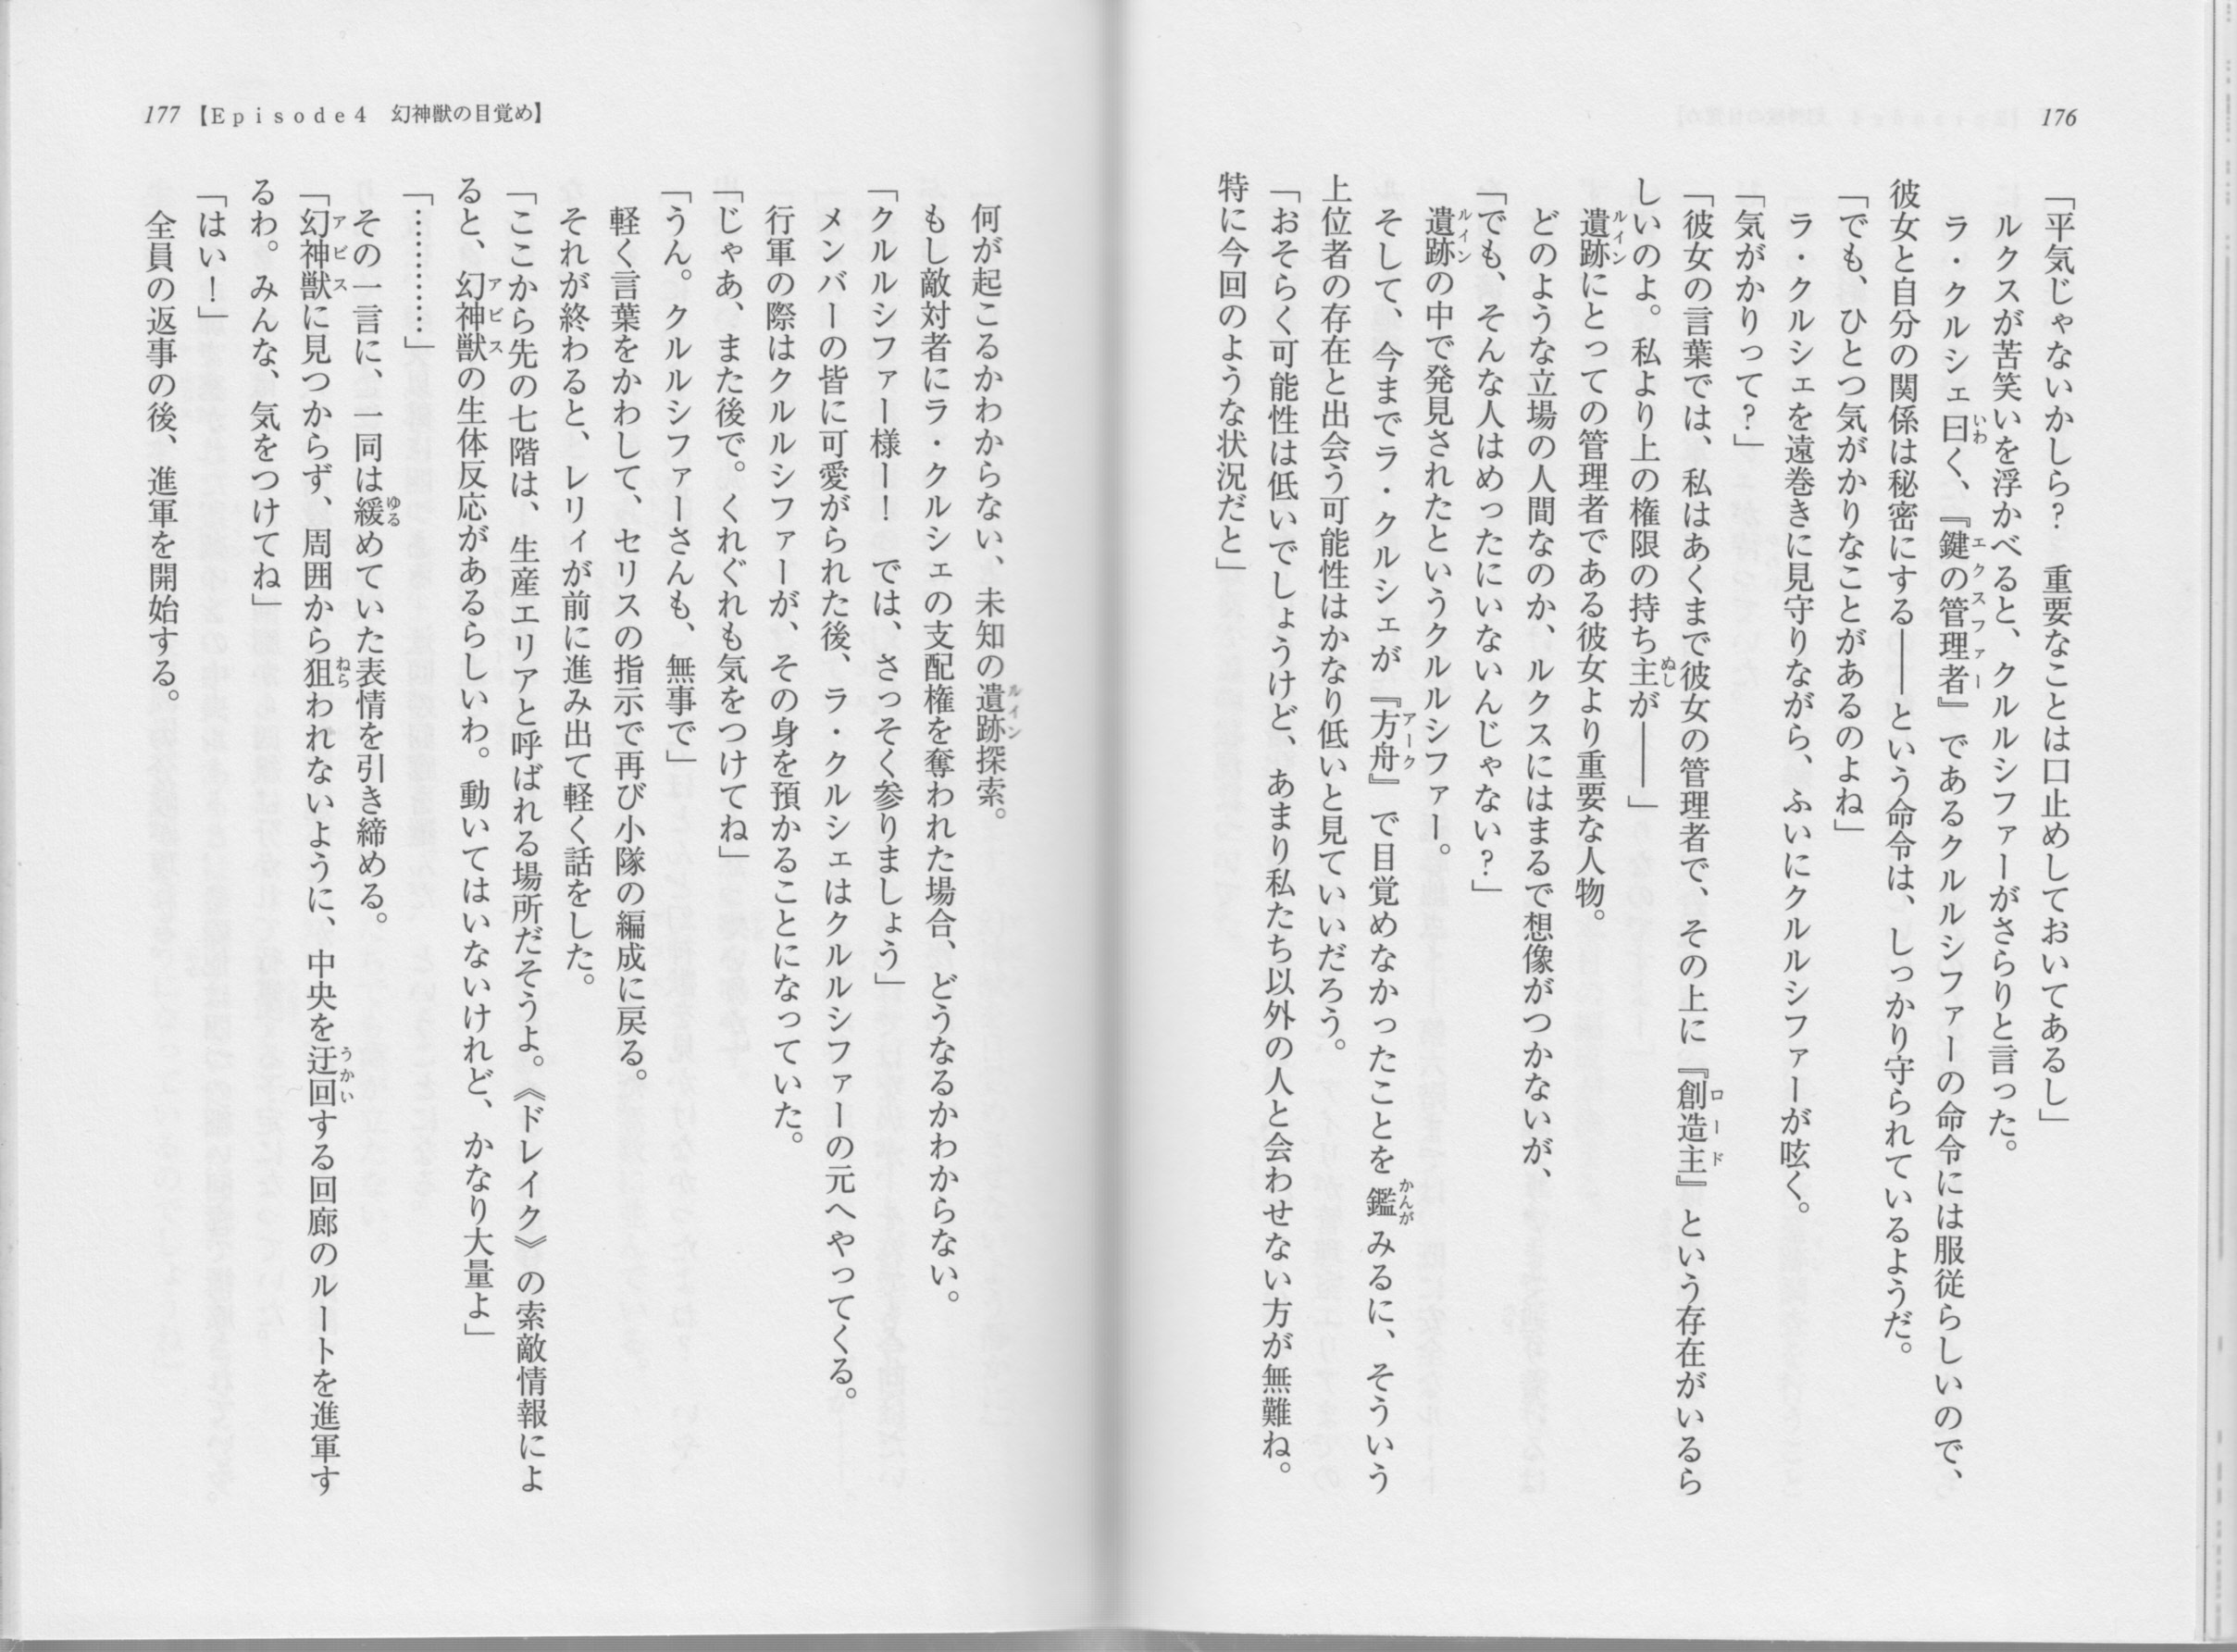 176
「平気じゃないかしら？　重要なことは口止めしておいてあるし」
　ルクスが苦笑いを浮かべると、クルルシファーがさらりと言った。
　ラ・クルシェ曰く、『鍵の管理者』であるクルルシファーの命令には服従らしいので、
彼女と自分の関係は秘密にする――という命令は、しっかり守られているようだ。
「でも、ひとつ気がかりなことがあるのよね」
　ラ・クルシェを遠巻きに見守りながら、ふいにクルルシファーが呟く。
「気がかりって？」
「彼女の言葉では、私はあくまで彼女の管理者で、その上に『創造主』という存在がいるら
しいのよ。私より上の権限の持ち主が――」
　遺跡にとっての管理者である彼女より重要な人物。
　どのような立場の人間なのか、ルクスにはまるで想像がつかないが、
「でも、そんな人はめったにいないんじゃない？」
　遺跡の中で発見されたというクルルシファー。
　そして、今までラ・クルシェが『方舟』で目覚めなかったことを鑑みるに、そういう
上位者の存在と出会う可能性はかなり低いと見ていいだろう。
「おそらく可能性は低いでしょうけど、あまり私たち以外の人と会わせない方が無難ね。
特に今回のような状況だと」
177 【Ｅｐｉｓｏｄｅ４　幻神獣の目覚め】
　何が起こるかわからない、未知の遺跡探索。
　もし敵対者にラ・クルシェの支配権を奪われた場合、どうなるかわからない。
「クルルシファー様ー！　では、さっそく参りましょう」
　メンバーの皆に可愛がられた後、ラ・クルシェはクルルシファーの元へやってくる。
　行軍の際はクルルシファーが、その身を預かることになっていた。
「じゃあ、また後で。くれぐれも気をつけてね」
「うん。クルルシファーさんも、無事で」
　軽く言葉をかわして、セリスの指示で再び小隊の編成に戻る。
　それが終わると、レリィが前に進み出て軽く話をした。
「ここから先の七階は、生産エリアと呼ばれる場所だそうよ。《ドレイク》の索敵情報によ
ると、幻神獣の生体反応があるらしいわ。動いてはいないけれど、かなり大量よ」
「…………」
　その一言に、一同は緩めていた表情を引き締める。
「幻神獣に見つからず、周囲から狙われないように、中央を迂回する回廊のルートを進軍す
るわ。みんな、気をつけてね」
「はい！」
　全員の返事の後、進軍を開始する。